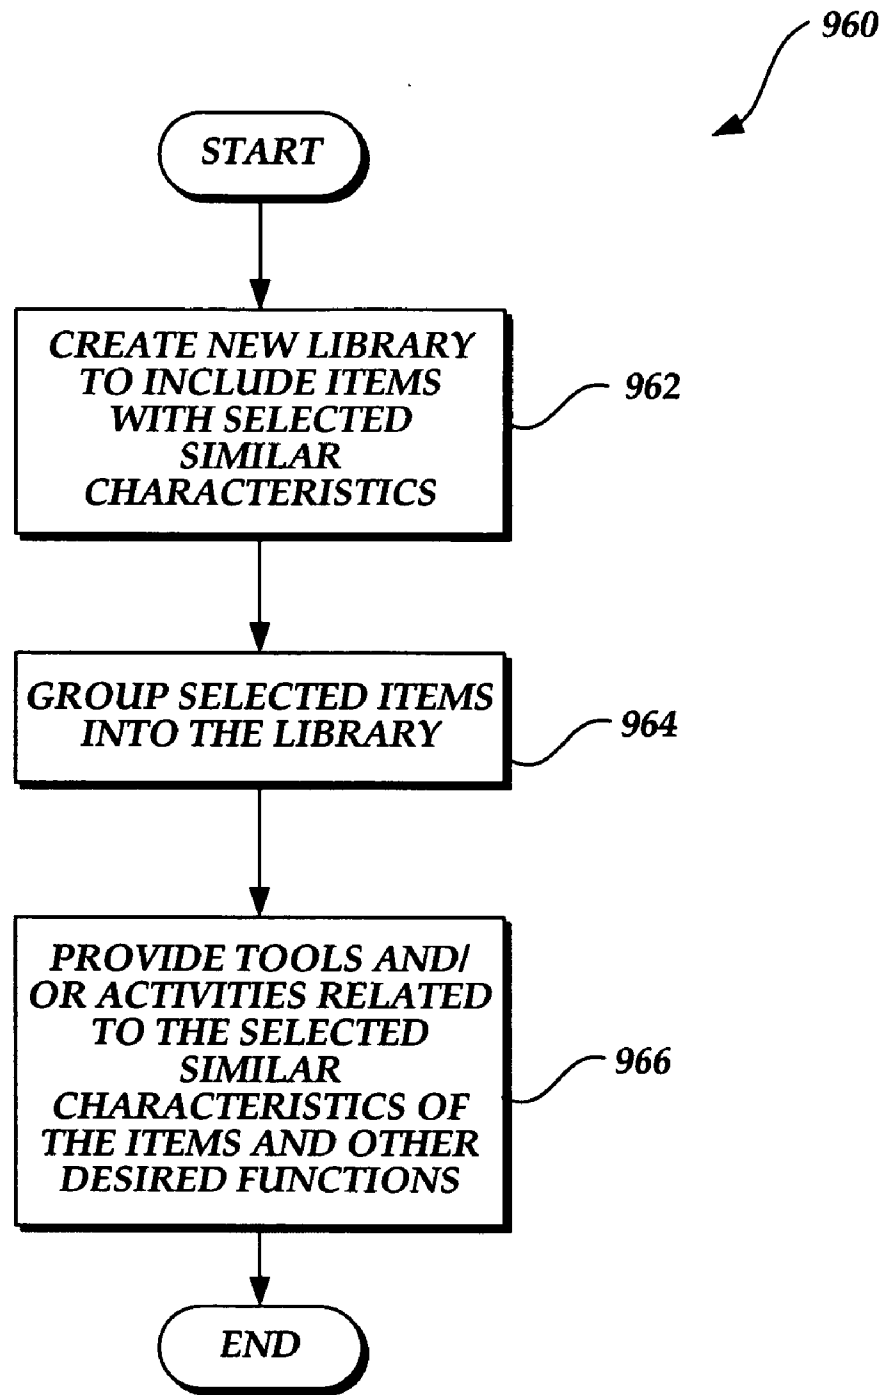 960
START
CREATE NEW LIBRARY
TO INCLUDE ITEMS
WITH SELECTED
SIMILAR
CHARACTERISTICS
962
GROUP SELECTED ITEMS
INTO THE LIBRARY
964
PROVIDE TOOLS AND/
OR ACTIVITIES RELATED
TO THE SELECTED
SIMILAR
CHARACTERISTICS OF
THE ITEMS AND OTHER
DESIRED FUNCTIONS
966
END